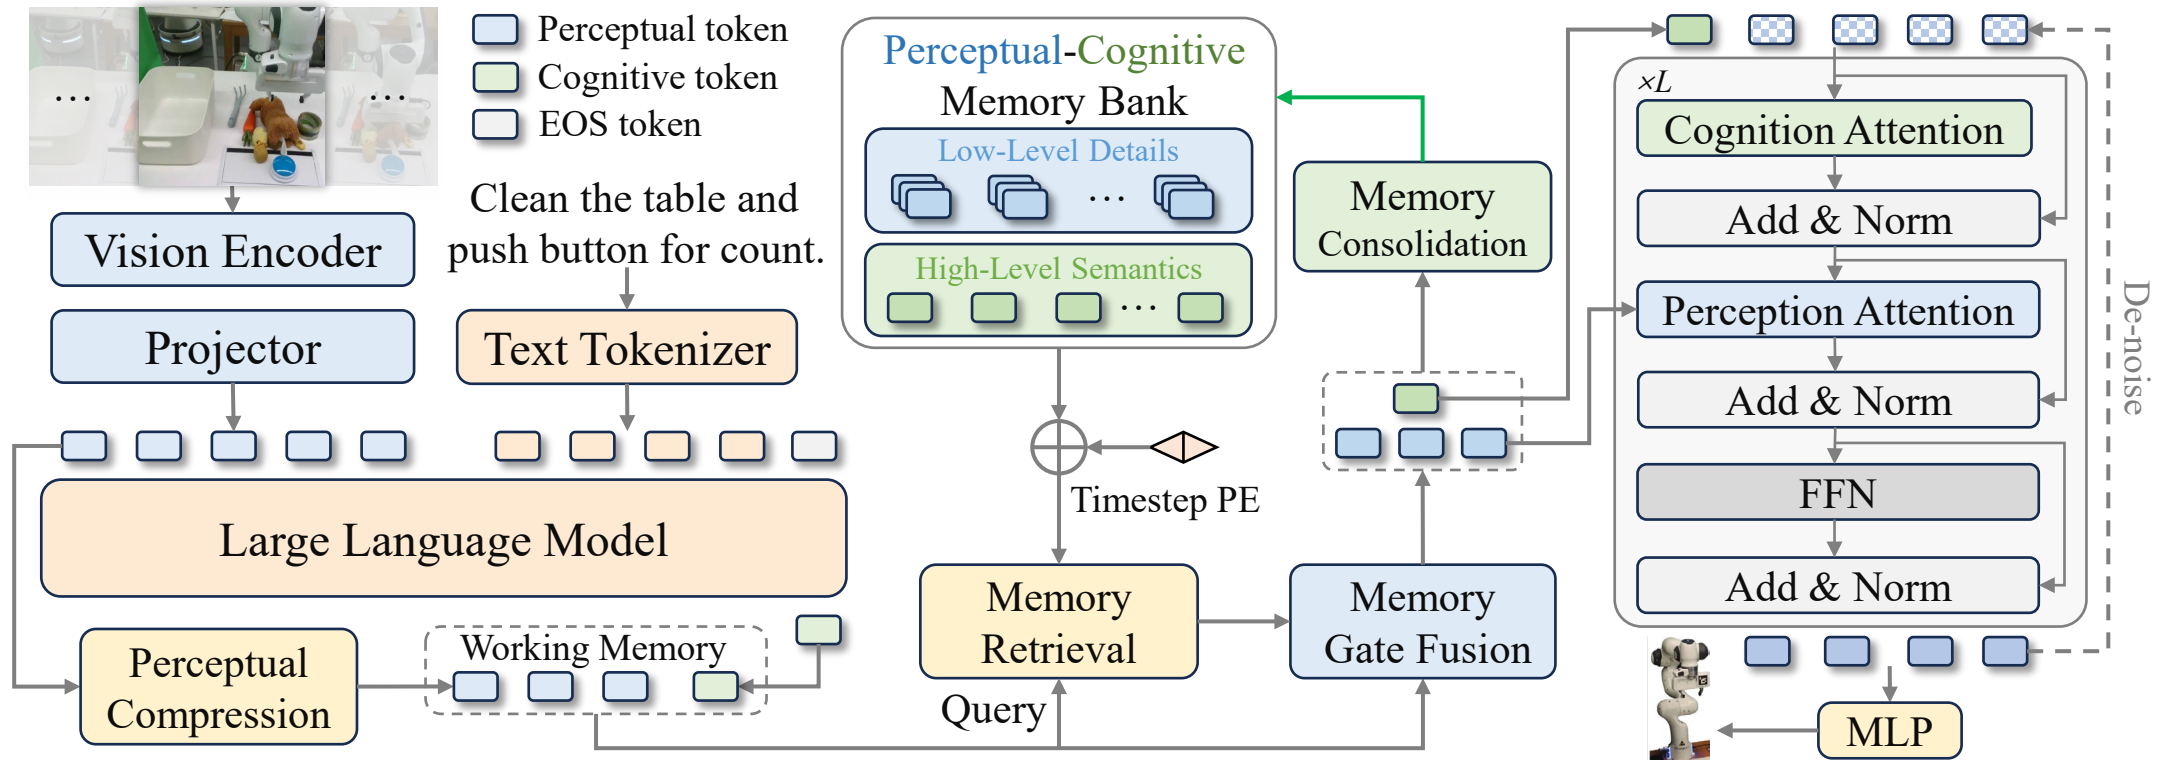 Perceptual token
Cognitive token
EOS token
Clean the table and
push button for count.
Vision Encoder
Projector
Text Tokenizer
Large Language Model
Perceptual
Compression
Working Memory
Perceptual-Cognitive
Memory Bank
Low-Level Details
...
High-Level Semantics
...
Timestep PE
Memory
Retrieval
Query
Memory
Gate Fusion
Memory
Consolidation
×L
Cognition Attention
Add & Norm
Perception Attention
Add & Norm
FFN
Add & Norm
De-noise
MLP